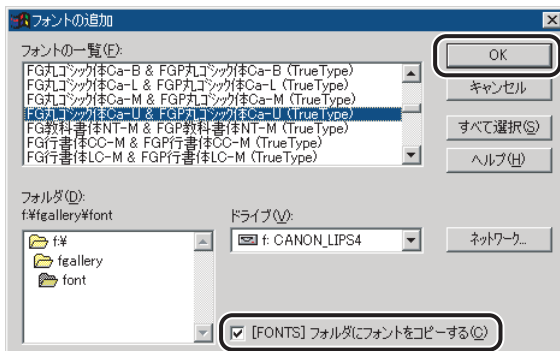 フォントの追加
フォントの一覧(F):
FG丸ゴシック体Ca-B & FGP丸ゴシック体Ca-B (TrueType)
FG丸ゴシック体Ca-L & FGP丸ゴシック体Ca-L (TrueType)
FG丸ゴシック体Ca-M & FGP丸ゴシック体Ca-M (TrueType)
FG丸ゴシック体Ca-U & FGP丸ゴシック体Ca-U (TrueType)
FG教科書体NT-M & FGP教科書体NT-M (TrueType)
FG行書体CC-M & FGP行書体CC-M (TrueType)
FG行書体LC-M & FGP行書体LC-M (TrueType)
OK
キャンセル
すべて選択(S)
ヘルプ(H)
フォルダ(D):
f:¥fgallery¥font
f:¥
fgallery
font
ドライブ(V):
f: CANON_LIPS4
ネットワーク...
[FONTS] フォルダにフォントをコピーする(C)